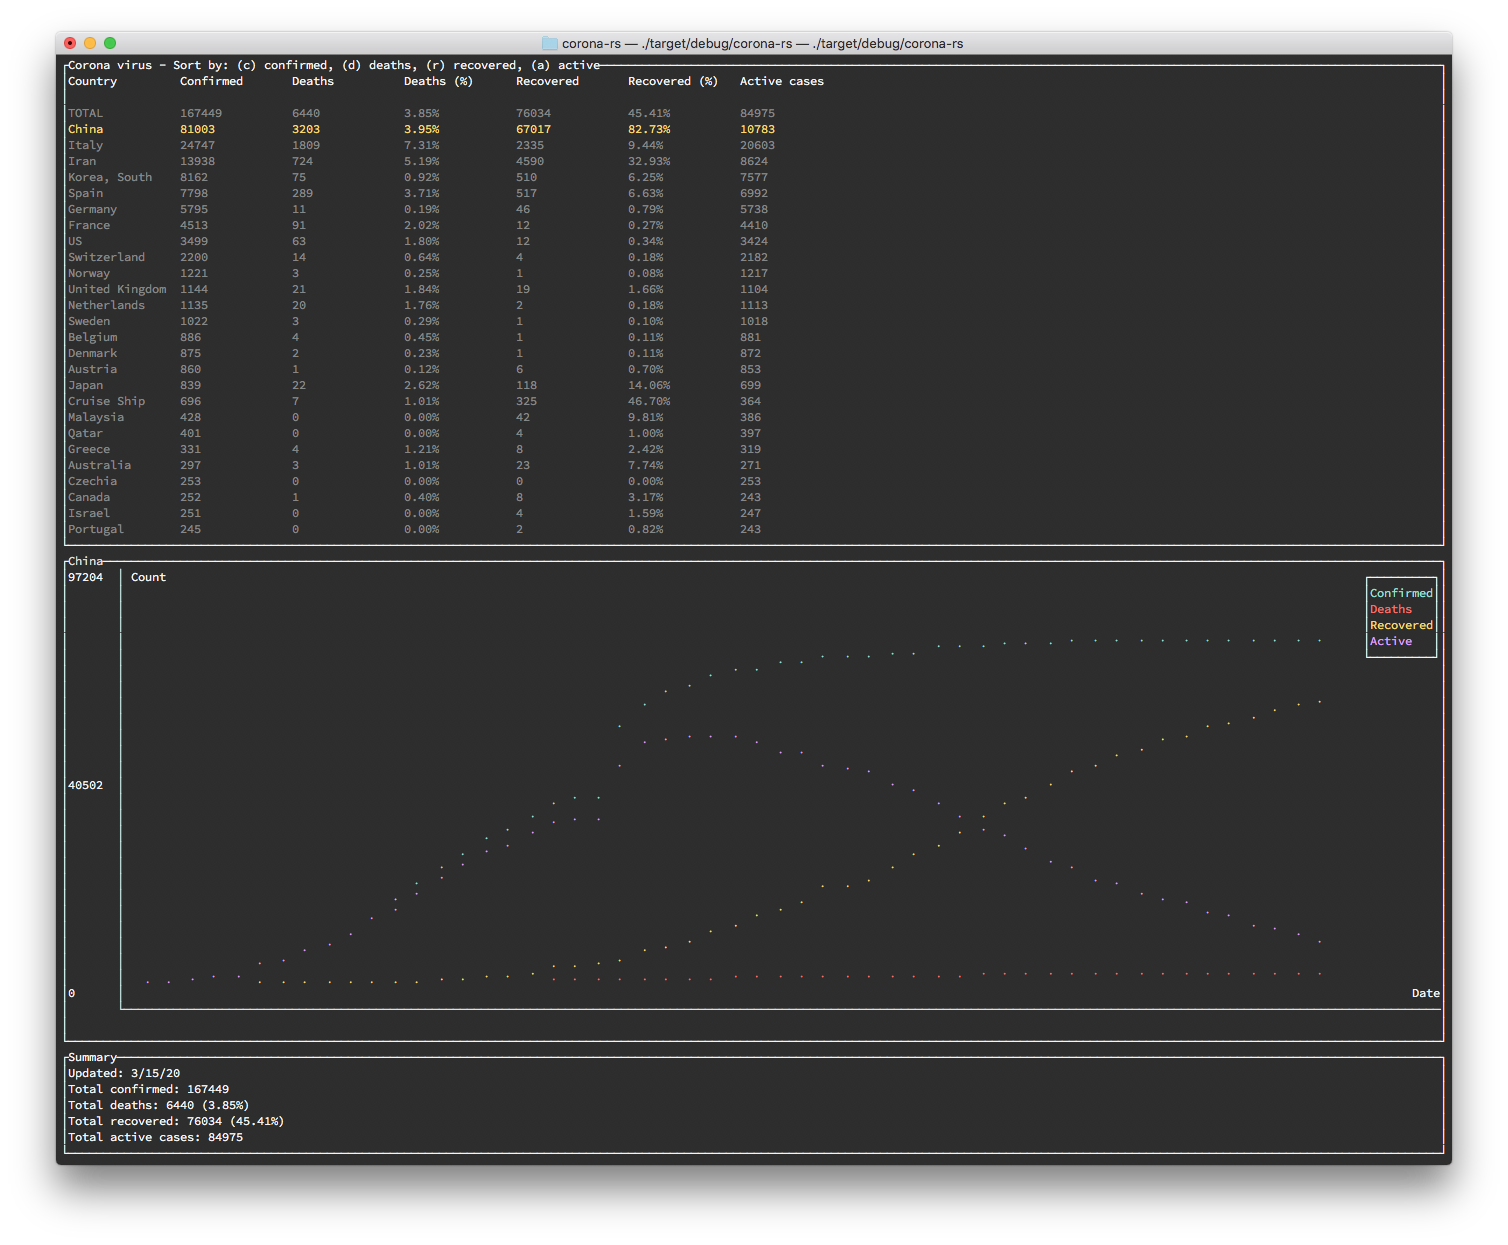 corona-rs — ./target/debug/corona-rs — ./target/debug/corona-rs
Corona virus - Sort by: (c) confirmed, (d) deaths, (r) recovered, (a) active
Country Confirmed Deaths Deaths (%) Recovered Recovered (%) Active cases
TOTAL 167449 6440 3.85% 76034 45.41% 84975
China 81003 3203 3.95% 67017 82.73% 10783
Italy 24747 1809 7.31% 2335 9.44% 20603
Iran 13938 724 5.19% 4590 32.93% 8624
Korea, South 8162 75 0.92% 510 6.25% 7577
Spain 7798 289 3.71% 517 6.63% 6992
Germany 5795 11 0.19% 46 0.79% 5738
France 4513 91 2.02% 12 0.27% 4410
US 3499 63 1.80% 12 0.34% 3424
Switzerland 2200 14 0.64% 4 0.18% 2182
Norway 1221 3 0.25% 1 0.08% 1217
United Kingdom 1144 21 1.84% 19 1.66% 1104
Netherlands 1135 20 1.76% 2 0.18% 1113
Sweden 1022 3 0.29% 1 0.10% 1018
Belgium 886 4 0.45% 1 0.11% 881
Denmark 875 2 0.23% 1 0.11% 872
Austria 860 1 0.12% 6 0.70% 853
Japan 839 22 2.62% 118 14.06% 699
Cruise Ship 696 7 1.01% 325 46.70% 364
Malaysia 428 0 0.00% 42 9.81% 386
Qatar 401 0 0.00% 4 1.00% 397
Greece 331 4 1.21% 8 2.42% 319
Australia 297 3 1.01% 23 7.74% 271
Czechia 253 0 0.00% 0 0.00% 253
Canada 252 1 0.40% 8 3.17% 243
Israel 251 0 0.00% 4 1.59% 247
Portugal 245 0 0.00% 2 0.82% 243
China
97204 Count
Confirmed
Deaths
Recovered
Active
40502
0 Date
Summary
Updated: 3/15/20
Total confirmed: 167449
Total deaths: 6440 (3.85%)
Total recovered: 76034 (45.41%)
Total active cases: 84975